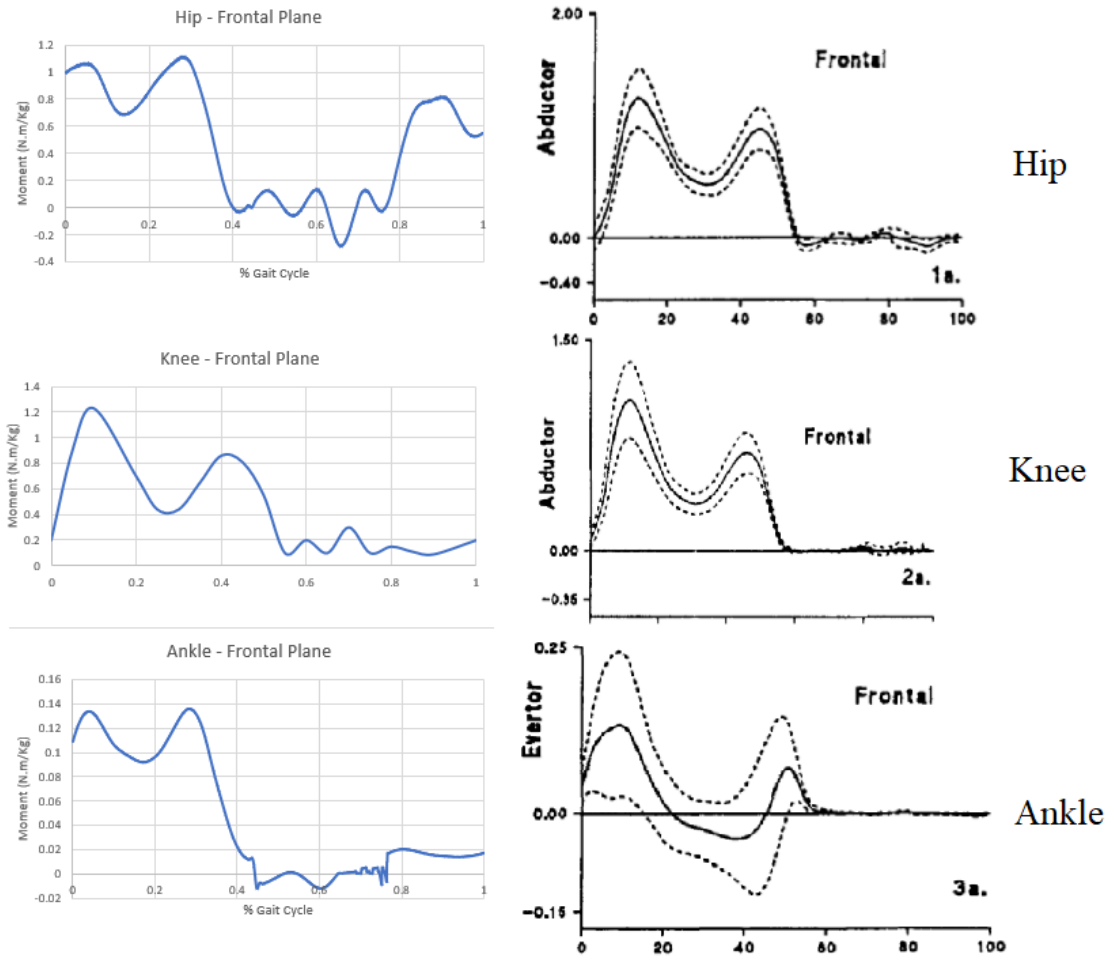 Hip - Frontal Plane
Moment (N.m/Kg)
1.2
1
0.8
0.6
0.4
0.2
0
-0.2
-0.4
0 0.2 0.4 0.6 0.8 1
% Gait Cycle
2.00
Abductor
Frontal
0.00
-0.40
1a.
0 20 40 60 80 100
Hip
Knee - Frontal Plane
Moment (N.m/Kg)
1.4
1.2
1
0.8
0.6
0.4
0.2
0
0 0.2 0.4 0.6 0.8 1
1.50
Abductor
Frontal
0.00
-0.35
2a.
Knee
Ankle - Frontal Plane
Moment (N.m/Kg)
0.16
0.14
0.12
0.1
0.08
0.06
0.04
0.02
0
-0.02
0 0.2 0.4 0.6 0.8 1
% Gait Cycle
0.25
Evertor
Frontal
0.00
-0.15
3a.
0 20 40 60 80 100
Ankle